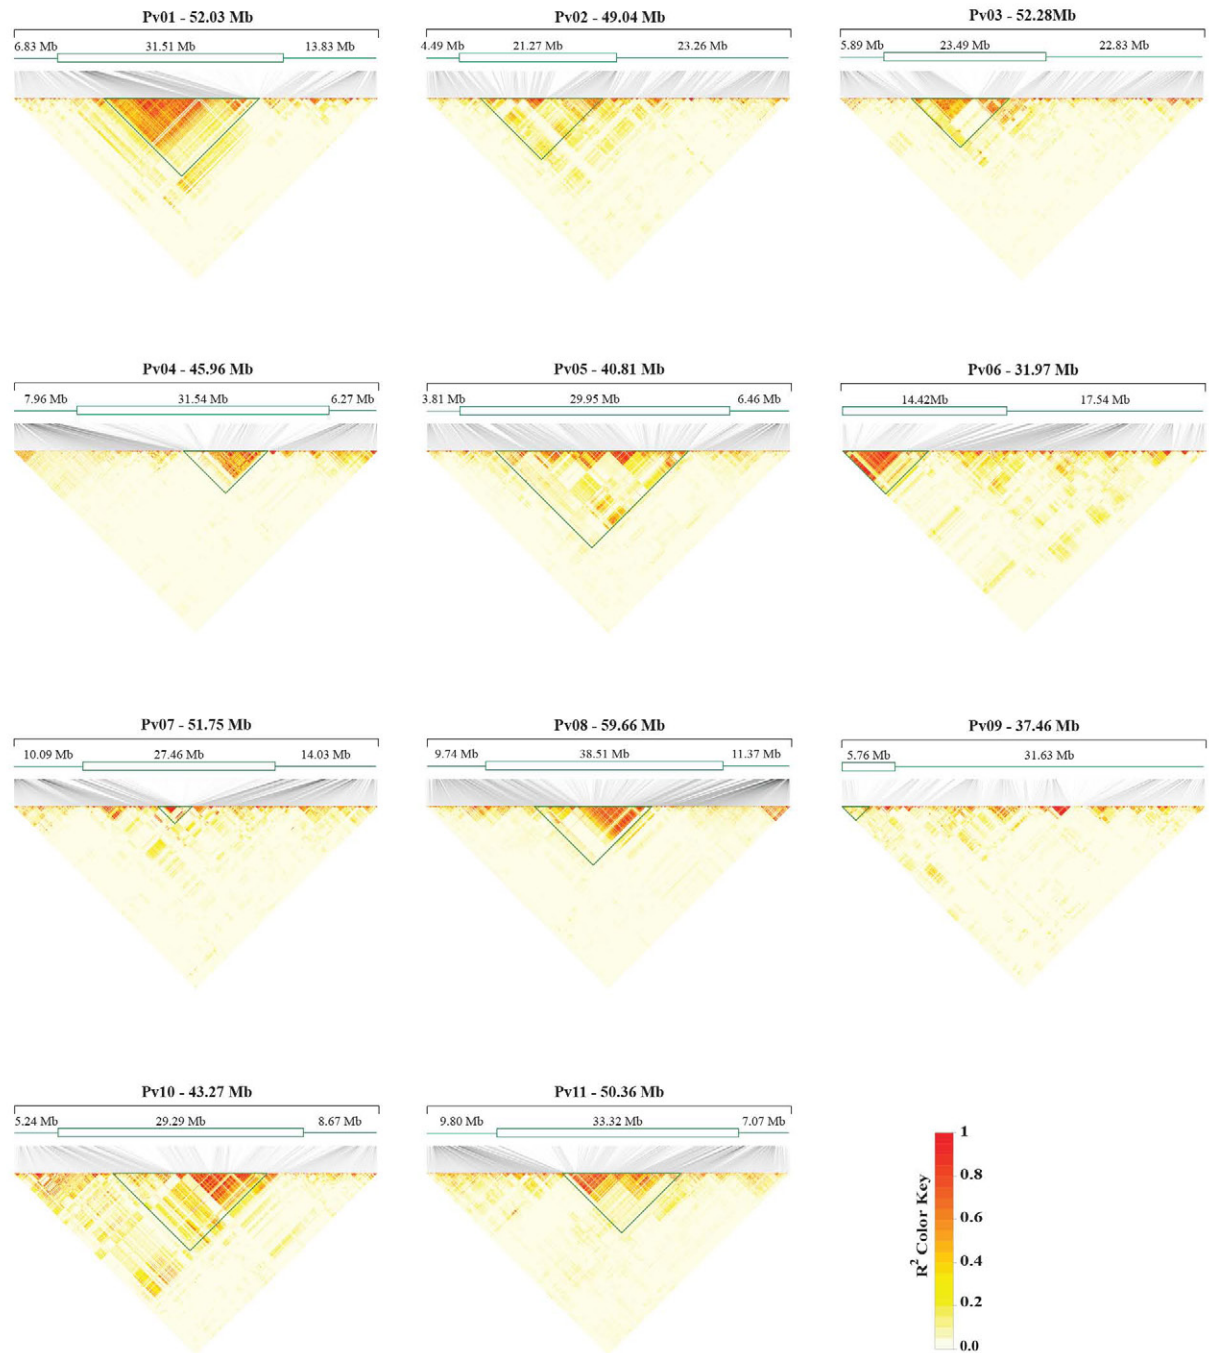 Pv01 - 52.03 Mb
6.83 Mb 31.51 Mb 13.83 Mb
Pv02 - 49.04 Mb
4.49 Mb 21.27 Mb 23.26 Mb
Pv03 - 52.28Mb
5.89 Mb 23.49 Mb 22.83 Mb
Pv04 - 45.96 Mb
7.96 Mb 31.54 Mb 6.27 Mb
Pv05 - 40.81 Mb
3.81 Mb 29.95 Mb 6.46 Mb
Pv06 - 31.97 Mb
14.42Mb 17.54 Mb
Pv07 - 51.75 Mb
10.09 Mb 27.46 Mb 14.03 Mb
Pv08 - 59.66 Mb
9.74 Mb 38.51 Mb 11.37 Mb
Pv09 - 37.46 Mb
5.76 Mb 31.63 Mb
Pv10 - 43.27 Mb
5.24 Mb 29.29 Mb 8.67 Mb
Pv11 - 50.36 Mb
9.80 Mb 33.32 Mb 7.07 Mb
R² Color Key
1
0.8
0.6
0.4
0.2
0.0